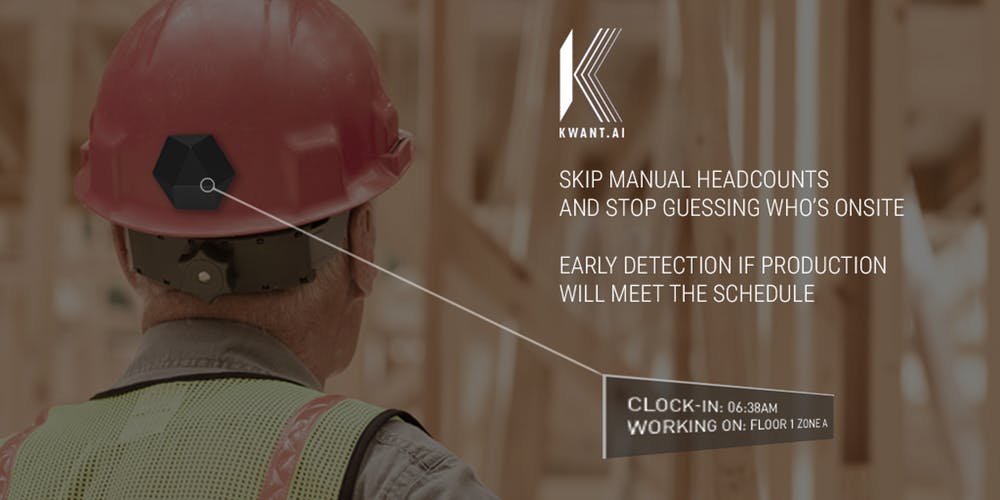 KWANT.AI
SKIP MANUAL HEADCOUNTS
AND STOP GUESSING WHO'S ONSITE
EARLY DETECTION IF PRODUCTION
WILL MEET THE SCHEDULE
CLOCK-IN: 06:38AM
WORKING ON: FLOOR 1 ZONE A